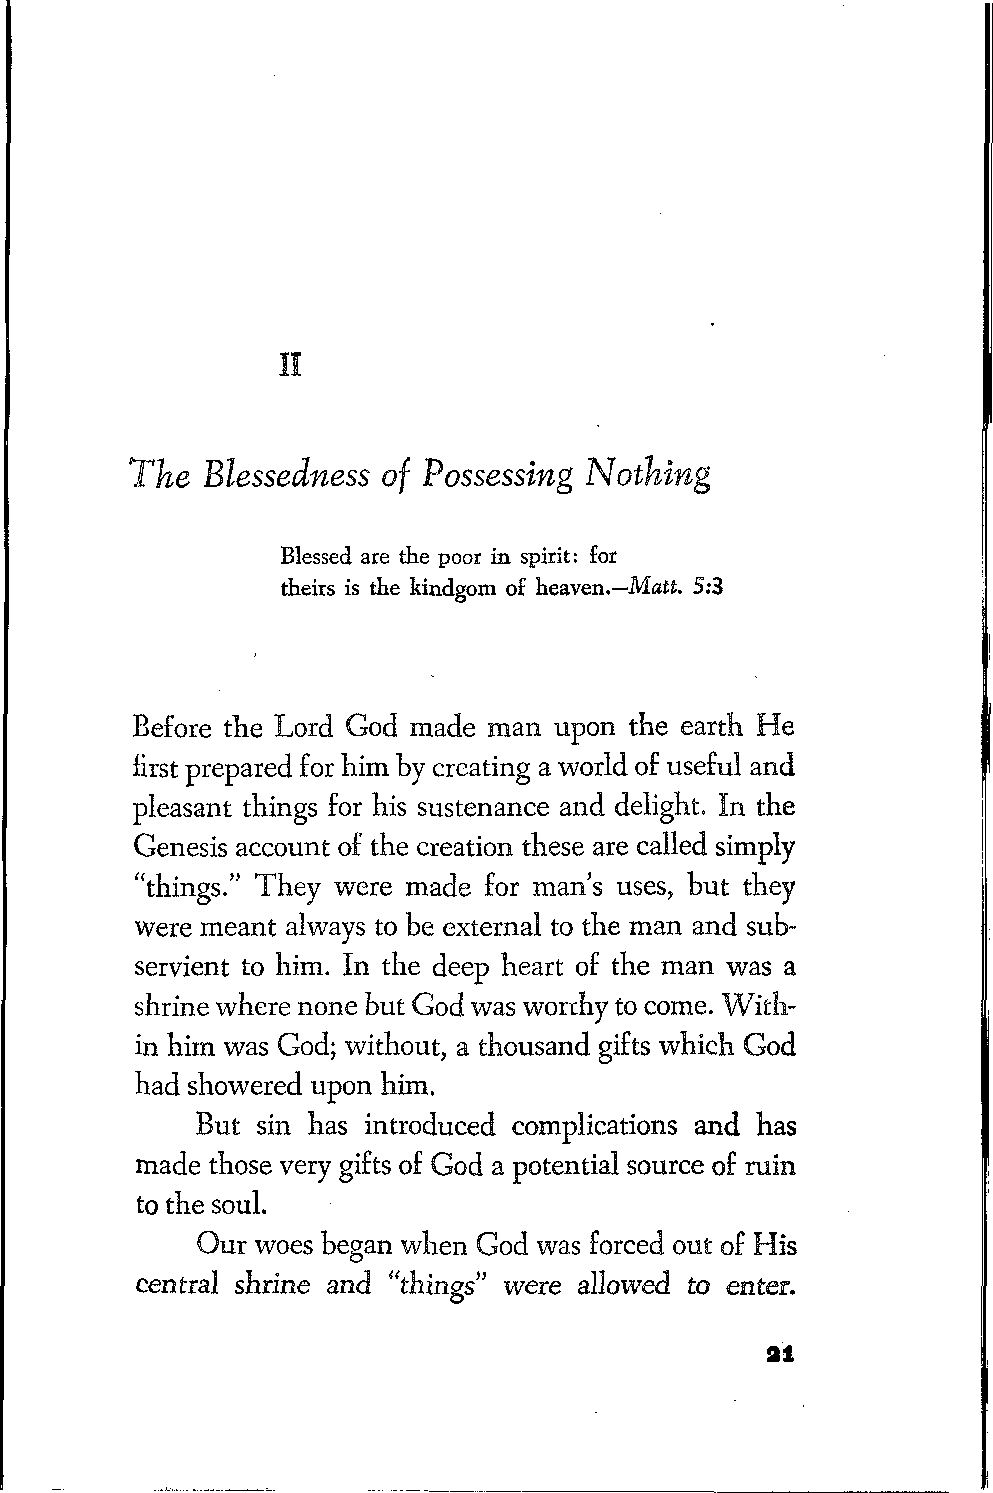 II
The Blessedness of Possessing Nothing
Blessed are the poor in spirit: for
theirs is the kindgom of heaven.—Matt. 5:3
Before the Lord God made man upon the earth He
first prepared for him by creating a world of useful and
pleasant things for his sustenance and delight. In the
Genesis account of the creation these are called simply
“things.” They were made for man’s uses, but they
were meant always to be external to the man and sub-
servient to him. In the deep heart of the man was a
shrine where none but God was worthy to come. With-
in him was God; without, a thousand gifts which God
had showered upon him.
But sin has introduced complications and has
made those very gifts of God a potential source of ruin
to the soul.
Our woes began when God was forced out of His
central shrine and “things” were allowed to enter.
21